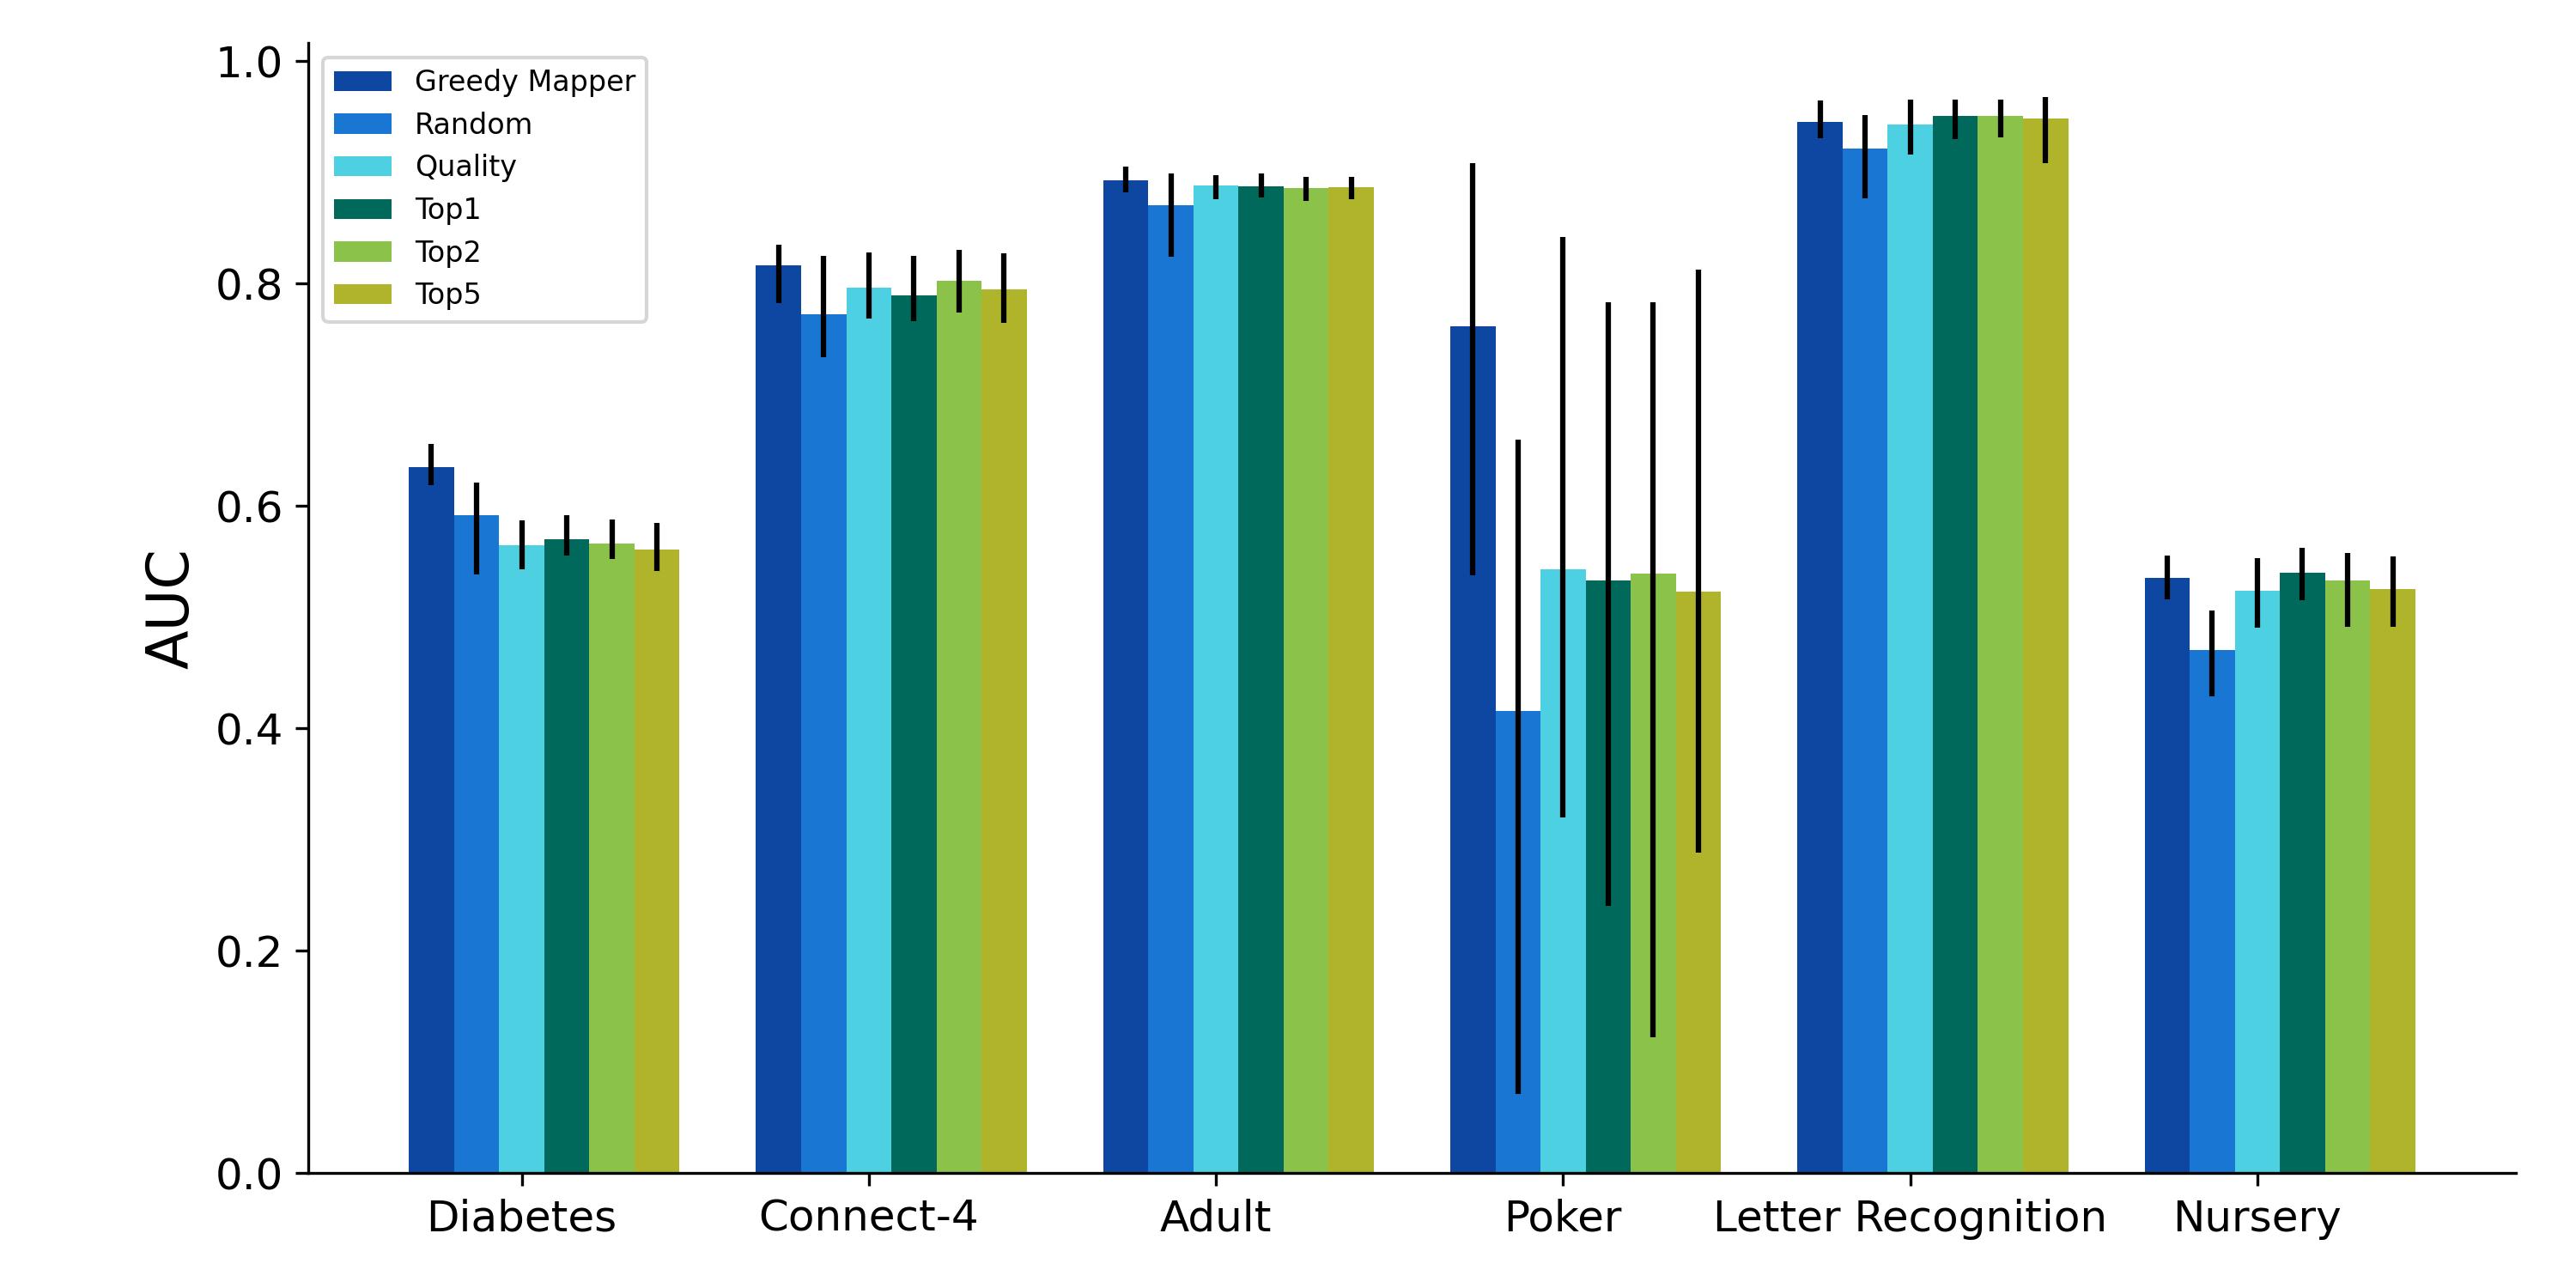 1.0
0.8
0.6
0.4
0.2
0.0
AUC
Greedy Mapper
Random
Quality
Top1
Top2
Top5
Diabetes
Connect-4
Adult
Poker
Letter Recognition
Nursery